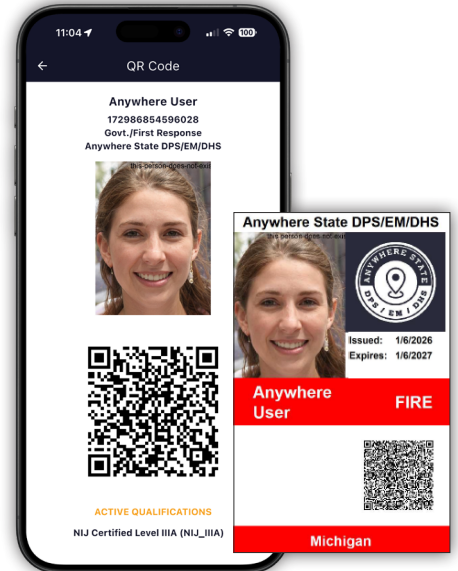 11:04
100
QR Code
Anywhere User
172986854596028
Govt./First Response
Anywhere State DPS/EM/DHS
this-person-does-not-exi
Anywhere State DPS/EM/DHS
this-person-does-not-exi
ANYWHERE STATE
DPS / EM / DHS
Issued: 1/6/2026
Expires: 1/6/2027
Anywhere
User
FIRE
ACTIVE QUALIFICATIONS
NIJ Certified Level IIIA (NIJ_IIIA)
Michigan